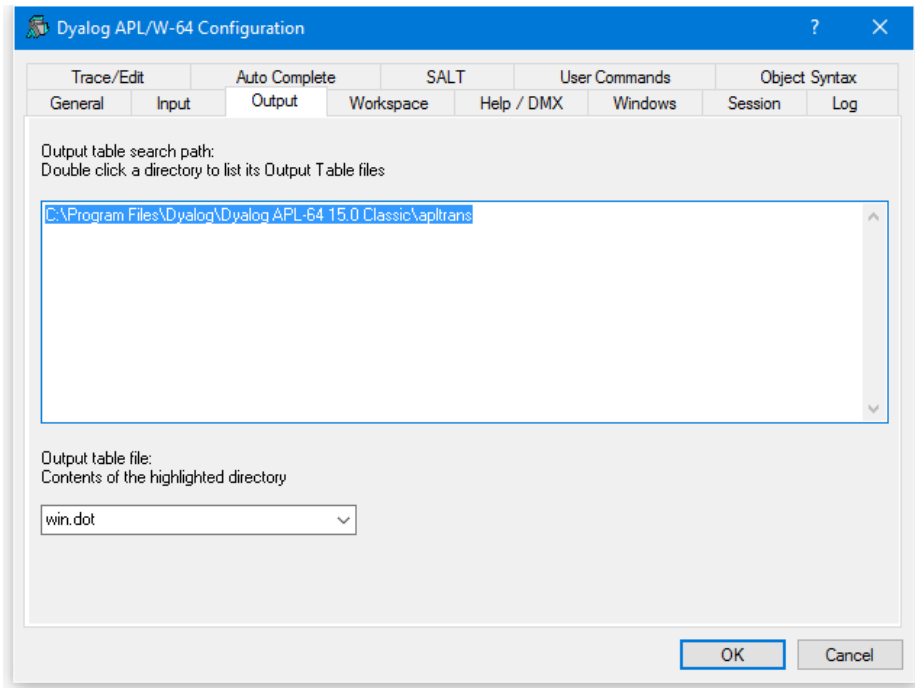 Dyalog APL/W-64 Configuration
Trace/Edit Auto Complete SALT User Commands Object Syntax
General Input Output Workspace Help / DMX Windows Session Log
Output table search path:
Double click a directory to list its Output Table files
C:\Program Files\Dyalog\Dyalog APL-64 15.0 Classic\apltrans
Output table file:
Contents of the highlighted directory
win.dot
OK Cancel